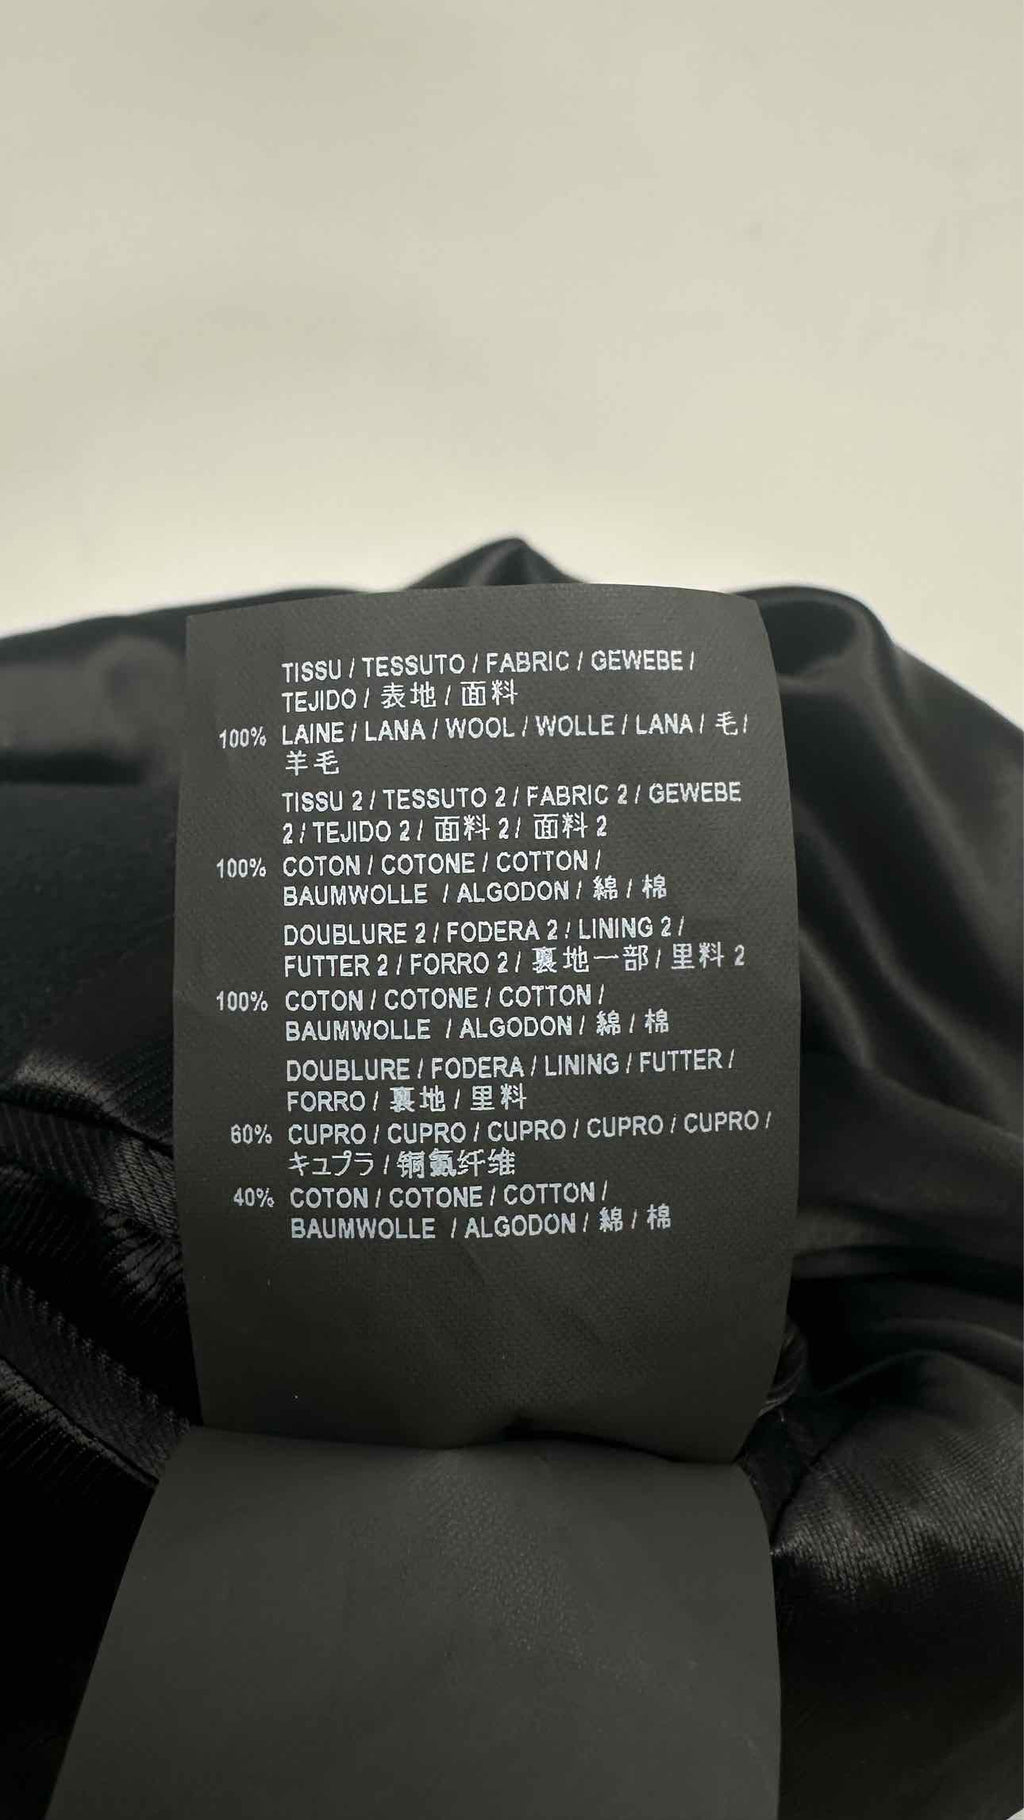 TISSU / TESSUTO / FABRIC / GEWEBE /
TEJIDO / 表地 / 面料
100% LAINE / LANA / WOOL / WOLLE / LANA / 毛 /
羊毛
TISSU 2 / TESSUTO 2 / FABRIC 2 / GEWEBE
2 / TEJIDO 2 / 面料 2 / 面料 2
100% COTON / COTONE / COTTON /
BAUMWOLLE / ALGODON / 綿 / 棉
DOUBLURE 2 / FODERA 2 / LINING 2 /
FUTTER 2 / FORRO 2 / 裏地一部 / 里料 2
100% COTON / COTONE / COTTON /
BAUMWOLLE / ALGODON / 綿 / 棉
DOUBLURE / FODERA / LINING / FUTTER /
FORRO / 裏地 / 里料
60% CUPRO / CUPRO / CUPRO / CUPRO / CUPRO /
キュプラ / 铜氨纤维
40% COTON / COTONE / COTTON /
BAUMWOLLE / ALGODON / 綿 / 棉